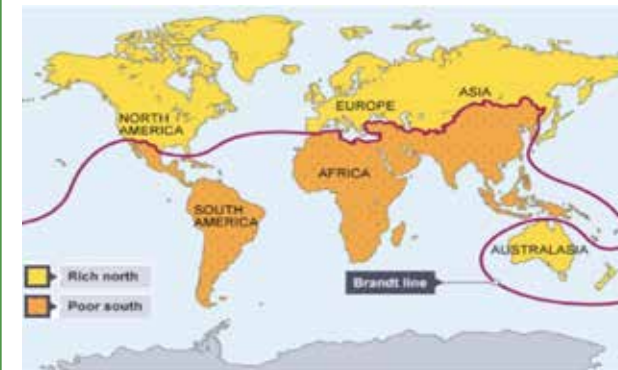 NORTH
AMERICA
EUROPE
ASIA
AFRICA
SOUTH
AMERICA
AUSTRALASIA
Rich north
Poor south
Brandt line